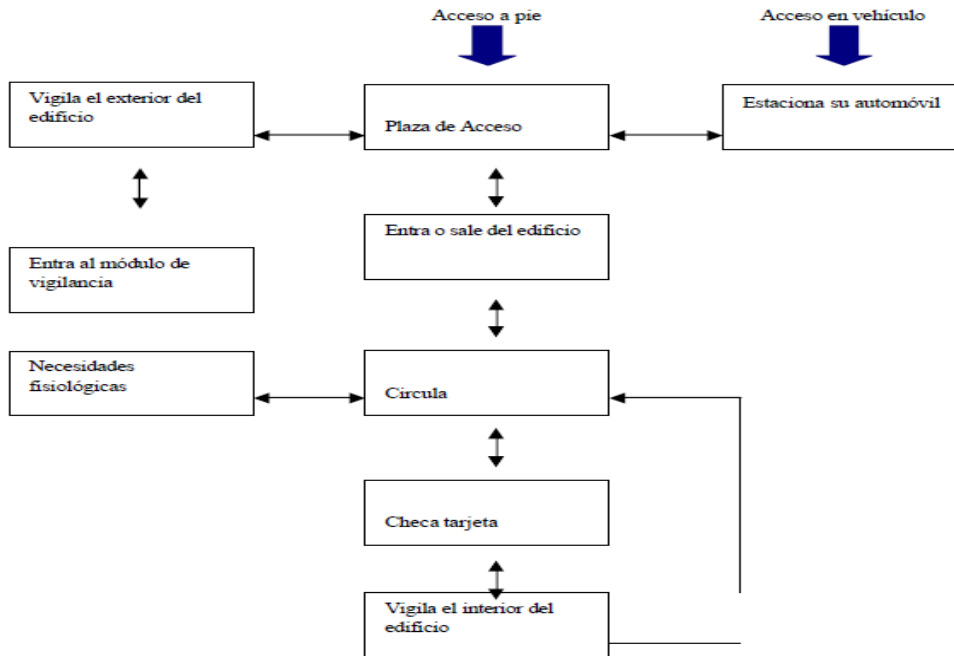 Acceso a pie
Acceso en vehículo
Vigila el exterior del
edificio
Plaza de Acceso
Estaciona su automóvil
Entra o sale del edificio
Entra al módulo de
vigilancia
Necesidades
fisiológicas
Circula
Checa tarjeta
Vigila el interior del
edificio